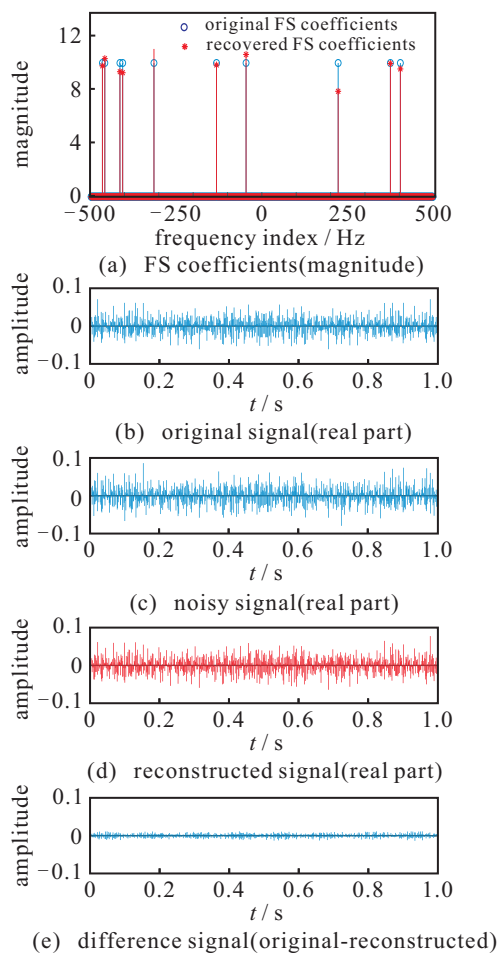 original FS coefficients
recovered FS coefficients
magnitude
12
8
4
0
−500 −250 0 250 500
frequency index / Hz
(a) FS coefficients(magnitude)
amplitude
0.1
0
−0.1
0 0.2 0.4 0.6 0.8 1.0
t / s
(b) original signal(real part)
amplitude
0.1
0
−0.1
0 0.2 0.4 0.6 0.8 1.0
t / s
(c) noisy signal(real part)
amplitude
0.1
0
−0.1
0 0.2 0.4 0.6 0.8 1.0
t / s
(d) reconstructed signal(real part)
amplitude
0.1
0
−0.1
0 0.2 0.4 0.6 0.8 1.0
t / s
(e) difference signal(original-reconstructed)